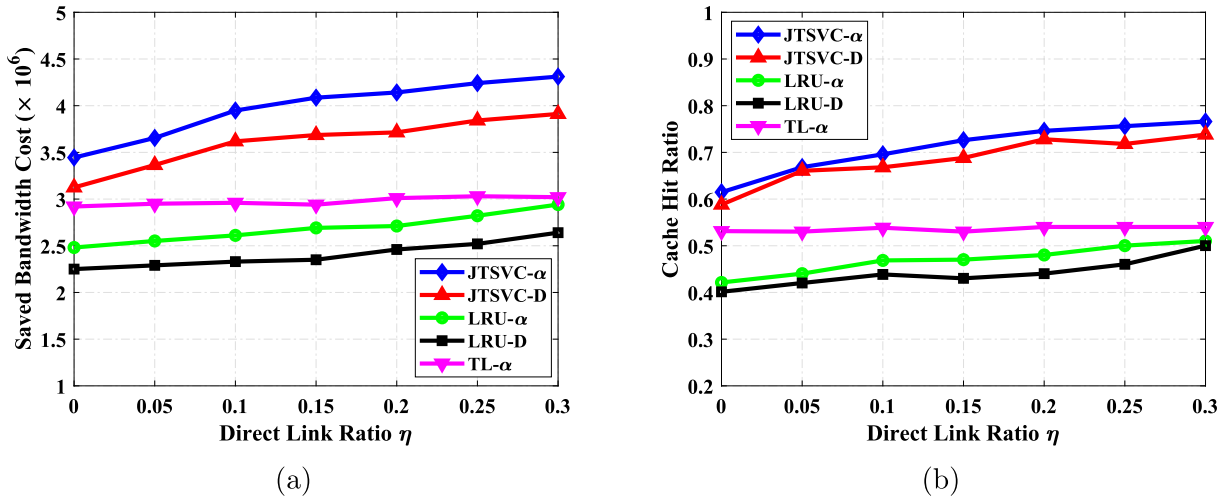 5
4.5
4
3.5
3
2.5
2
1.5
1
Saved Bandwidth Cost (× 10⁶)
JTSVC-α
JTSVC-D
LRU-α
LRU-D
TL-α
0 0.05 0.1 0.15 0.2 0.25 0.3
Direct Link Ratio η
(a)
1
0.9
0.8
0.7
0.6
0.5
0.4
0.3
0.2
Cache Hit Ratio
JTSVC-α
JTSVC-D
LRU-α
LRU-D
TL-α
0 0.05 0.1 0.15 0.2 0.25 0.3
Direct Link Ratio η
(b)